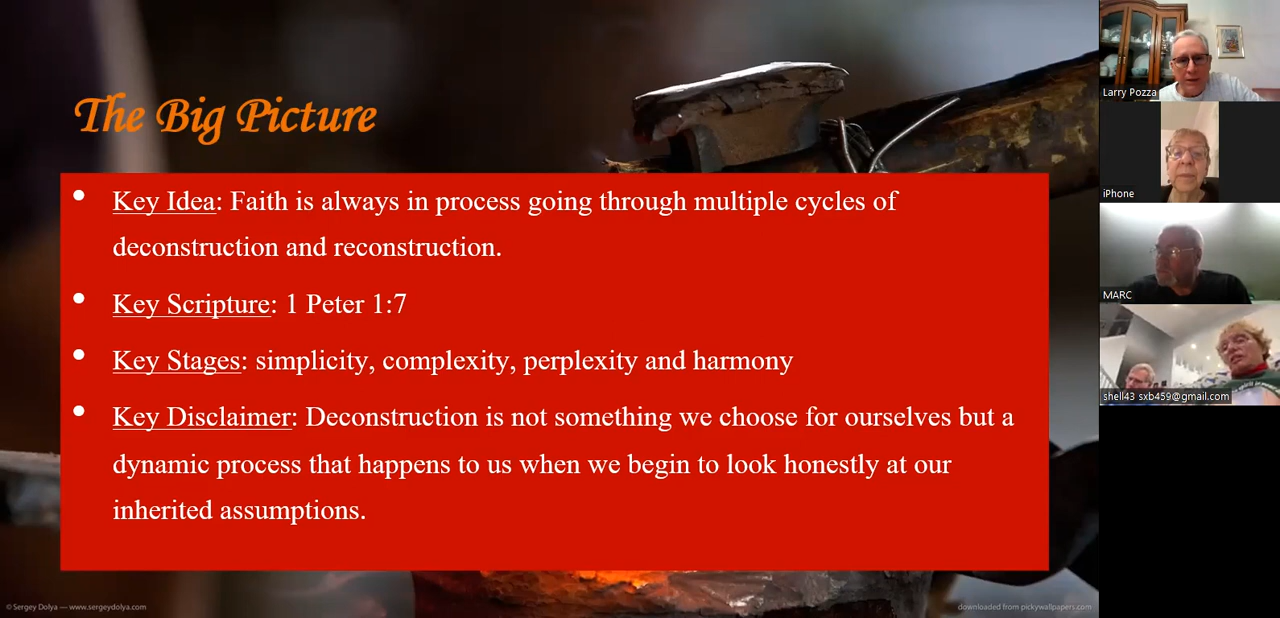 The Big Picture
• Key Idea: Faith is always in process going through multiple cycles of
deconstruction and reconstruction.
• Key Scripture: 1 Peter 1:7
• Key Stages: simplicity, complexity, perplexity and harmony
• Key Disclaimer: Deconstruction is not something we choose for ourselves but a
dynamic process that happens to us when we begin to look honestly at our
inherited assumptions.
© Sergey Dolya — www.sergeydolya.com
downloaded from pickywallpapers.com
Larry Pozza
iPhone
MARC
shell43 sxb459@gmail.com